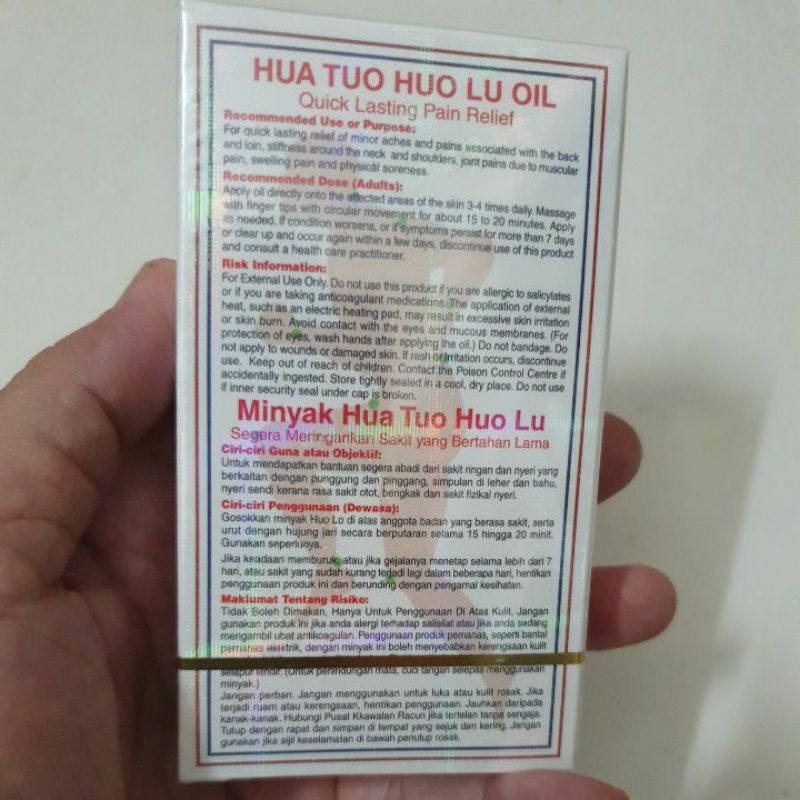 HUA TUO HUO LU OIL
Quick Lasting Pain Relief
Recommended Use or Purpose:
For quick lasting relief of minor aches and pains associated with the back
and loin, stiffness around the neck and shoulders, joint pains due to muscular
pain, swelling pain and physical soreness.
Recommended Dose (Adults):
Apply oil directly onto the affected areas of the skin 3-4 times daily. Massage
with finger tips with circular movement for about 15 to 20 minutes. Apply
as needed. If condition worsens, or if symptoms persist for more than 7 days
or clear up and occur again within a few days, discontinue use of this product
and consult a health care practitioner.
Risk Information:
For External Use Only. Do not use this product if you are allergic to salicylates
or if you are taking anticoagulant medications. The application of external
heat, such as an electric heating pad, may result in excessive skin irritation
or skin burn. Avoid contact with the eyes and mucous membranes. (For
protection of eyes, wash hands after applying the oil.) Do not bandage. Do
not apply to wounds or damaged skin. If rash or irritation occurs, discontinue
use. Keep out of reach of children. Contact the Poison Control Centre if
accidentally ingested. Store tightly sealed in a cool, dry place. Do not use
if inner security seal under cap is broken.
Minyak Hua Tuo Huo Lu
Segera Meringankan Sakit yang Bertahan Lama
Ciri-ciri Guna atau Objektif:
Untuk mendapatkan bantuan segera abadi dari sakit ringan dan nyeri yang
berkaitan dengan punggung dan pinggang, simpulan di leher dan bahu,
nyeri sendi kerana rasa sakit otot, bengkak dan sakit fizikal nyeri.
Ciri-ciri Penggunaan (Dewasa):
Gosokkan minyak Huo Lo di atas anggota badan yang berasa sakit, serta
urut dengan hujung jari secara berputaran selama 15 hingga 20 minit.
Gunakan seperlunya.
Jika keadaan memburuk, atau jika gejalanya menetap selama lebih dari 7
hari, atau sakit yang sudah kurang terjadi lagi dalam beberapa hari, hentikan
penggunaan produk ini dan berunding dengan pengamal kesihatan.
Maklumat Tentang Risiko:
Tidak Boleh Dimakan, Hanya Untuk Penggunaan Di Atas Kulit, Jangan
gunakan produk ini jika anda alergi terhadap salisilat atau jika anda sedang
mengambil ubat antikoagulan. Penggunaan produk pemanas, seperti bantal
pemanas elektrik, dengan minyak ini boleh menyebabkan kerengsaan kulit
selaput lendir. (Untuk perlindungan mata, cuci tangan selepas menggunakan
minyak.)
Jangan perban. Jangan menggunakan untuk luka atau kulit rosak. Jika
terjadi ruam atau kerengsaan, hentikan penggunaan. Jauhkan daripada
kanak-kanak. Hubungi Pusat Kkawalan Racun jika tertelan tanpa sengaja.
Tutup dengan rapat dan simpan di tempat yang sejuk dan kering. Jangan
gunakan jika sijil keselamatan di bawah penutup rosak.